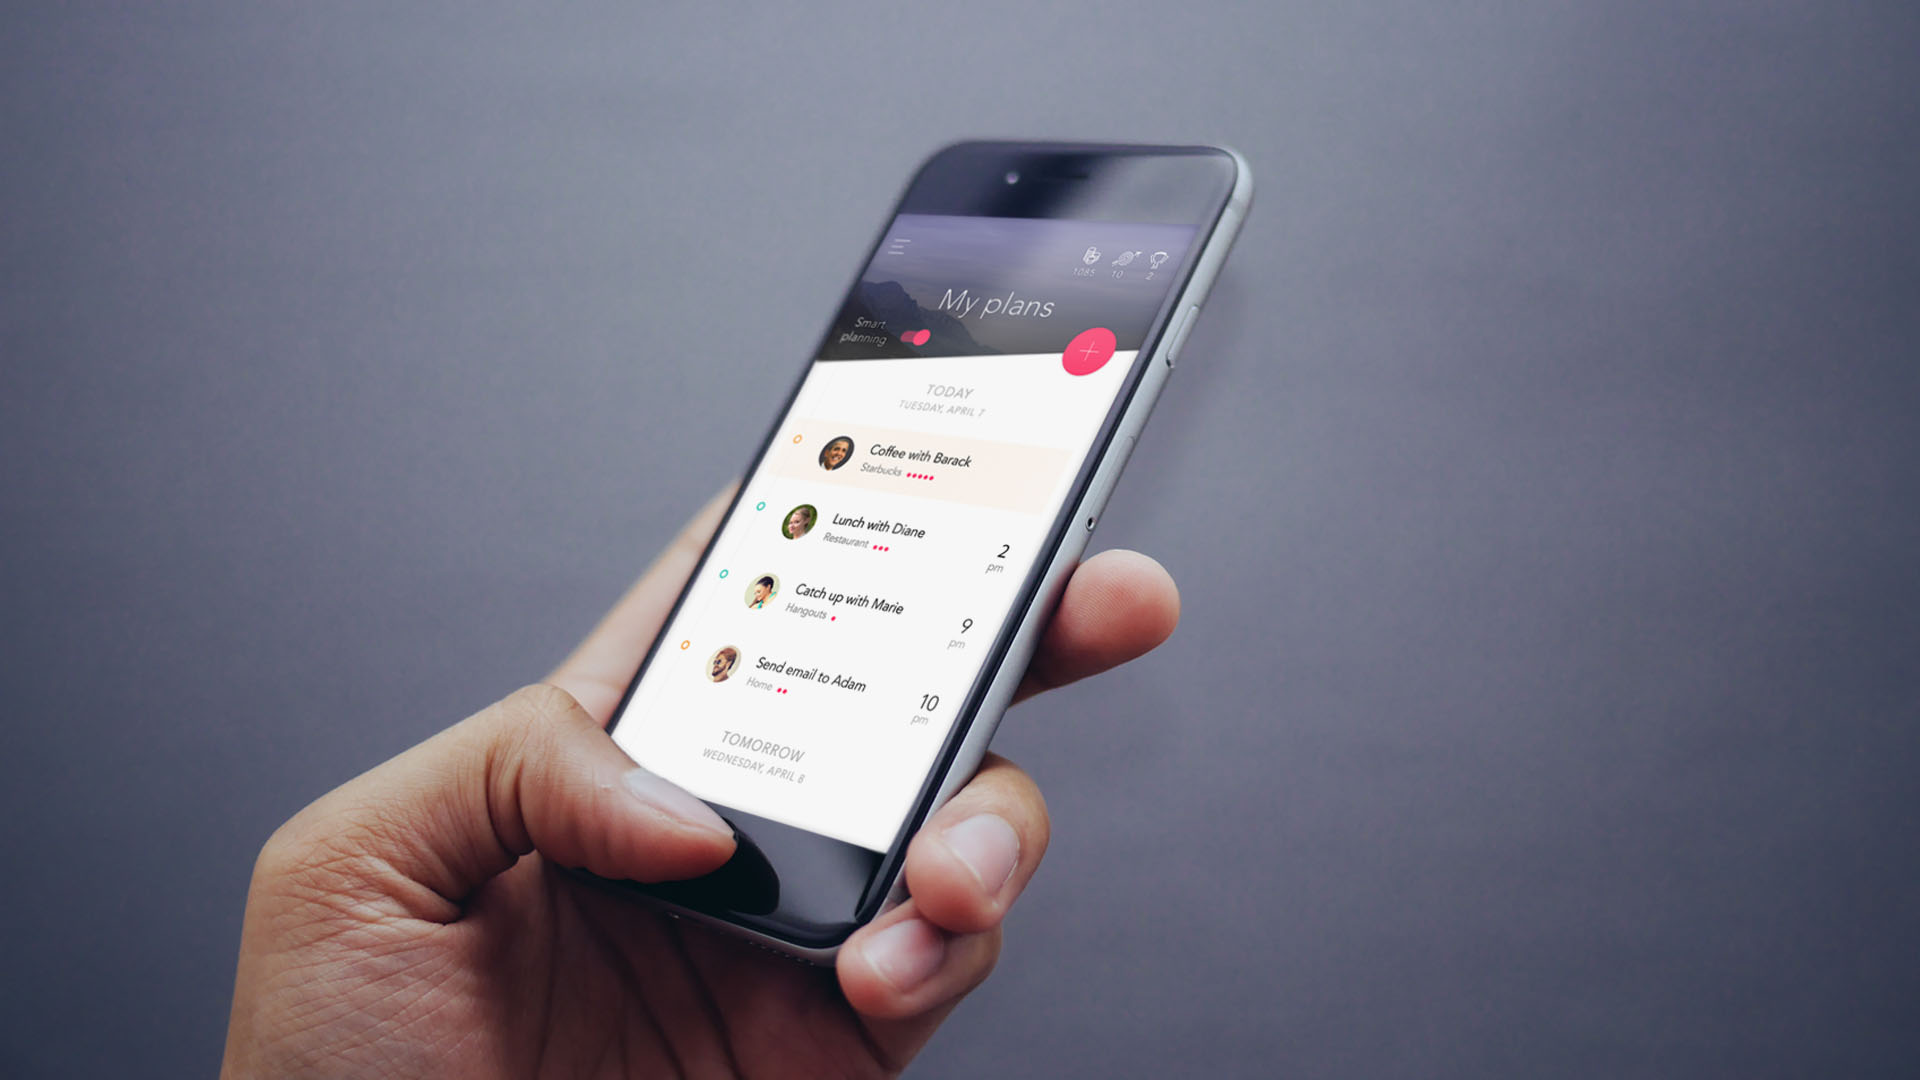 1085 10 2
My plans
Smart
planning
TODAY
TUESDAY, APRIL 7
Coffee with Barack
Starbucks
Lunch with Diane
Restaurant
2
pm
Catch up with Marie
Hangouts
9
pm
Send email to Adam
Home
10
pm
TOMORROW
WEDNESDAY, APRIL 8